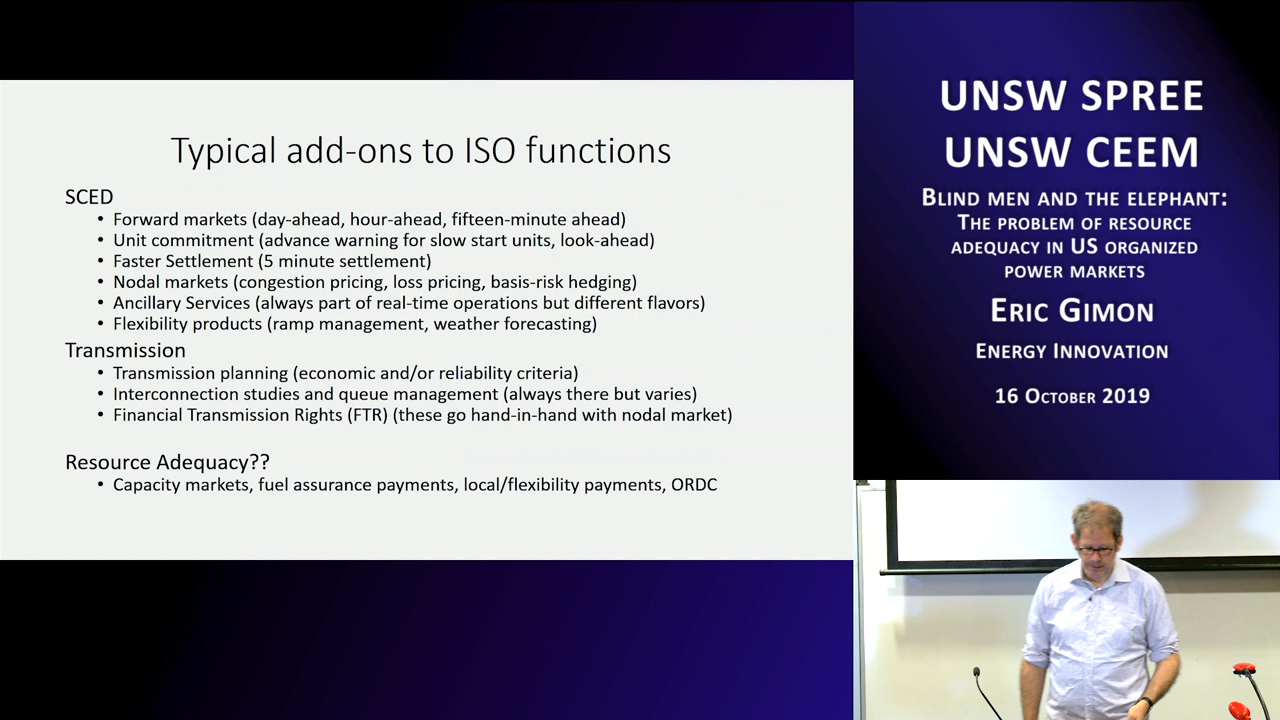 Typical add-ons to ISO functions
SCED
• Forward markets (day-ahead, hour-ahead, fifteen-minute ahead)
• Unit commitment (advance warning for slow start units, look-ahead)
• Faster Settlement (5 minute settlement)
• Nodal markets (congestion pricing, loss pricing, basis-risk hedging)
• Ancillary Services (always part of real-time operations but different flavors)
• Flexibility products (ramp management, weather forecasting)
Transmission
• Transmission planning (economic and/or reliability criteria)
• Interconnection studies and queue management (always there but varies)
• Financial Transmission Rights (FTR) (these go hand-in-hand with nodal market)
Resource Adequacy??
• Capacity markets, fuel assurance payments, local/flexibility payments, ORDC
UNSW SPREE
UNSW CEEM
BLIND MEN AND THE ELEPHANT:
THE PROBLEM OF RESOURCE
ADEQUACY IN US ORGANIZED
POWER MARKETS
ERIC GIMON
ENERGY INNOVATION
16 OCTOBER 2019